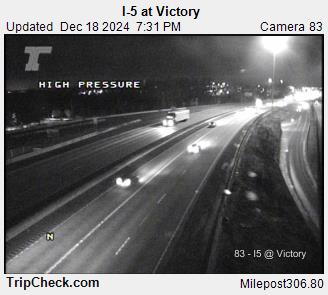 I-5 at Victory
Updated Dec 18 2024 7:31 PM Camera 83
T
HIGH PRESSURE
N
83 - I5 @ Victory
TripCheck.com Milepost306.80